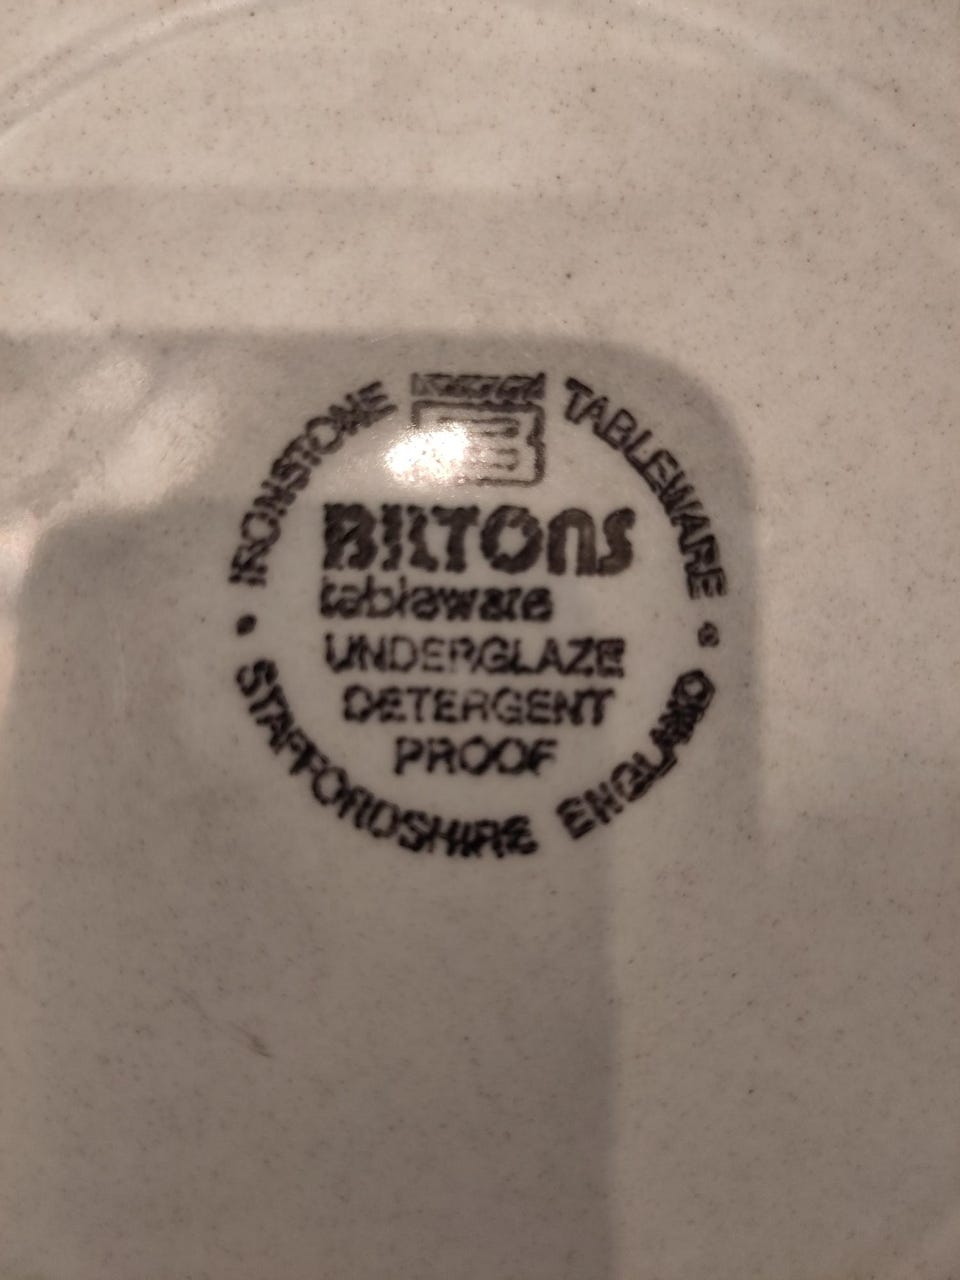 IRONSTONE TABLEWARE
B
BILTONS
tableware
UNDERGLAZE
DETERGENT
PROOF
STAFFORDSHIRE ENGLAND